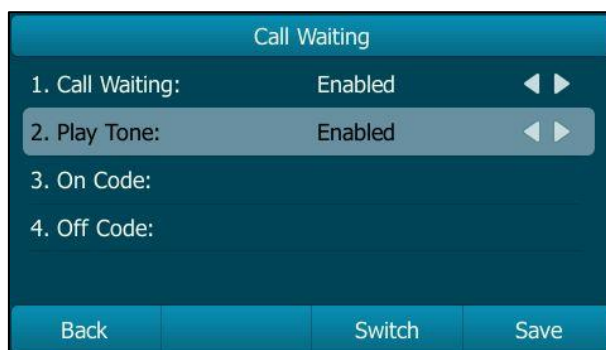 Call Waiting
1. Call Waiting: Enabled
2. Play Tone: Enabled
3. On Code:
4. Off Code:
Back Switch Save